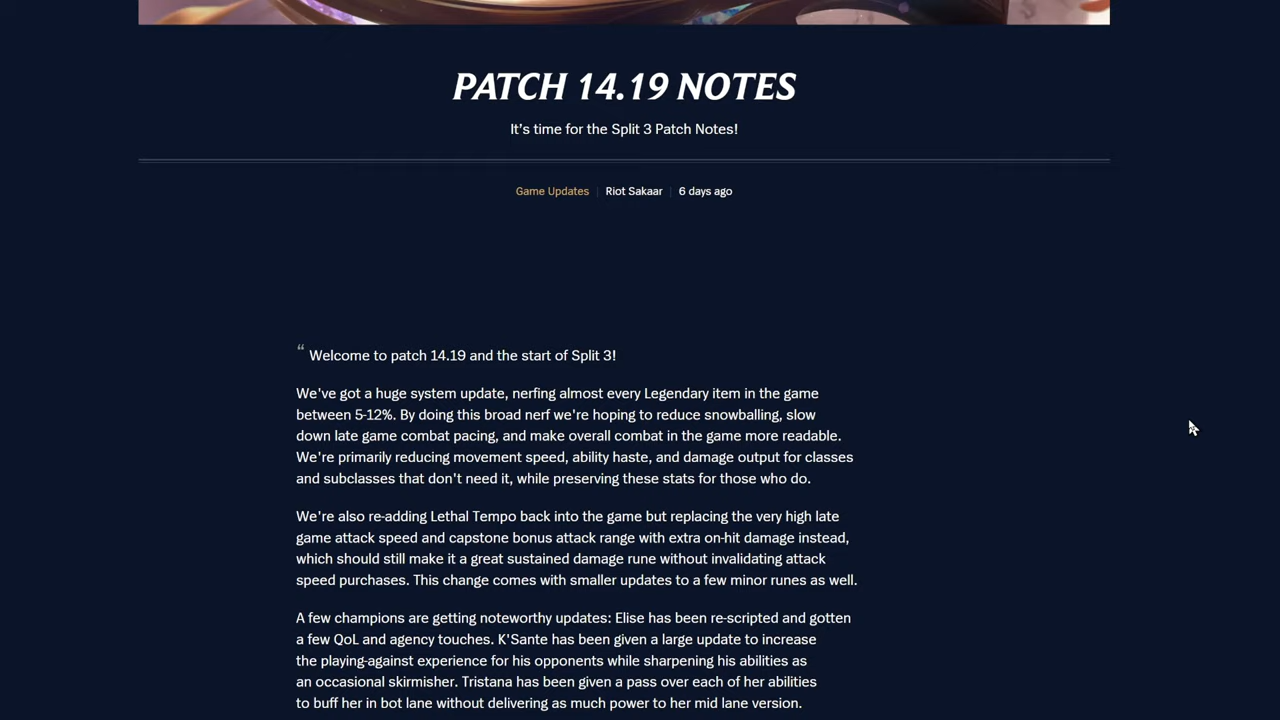 PATCH 14.19 NOTES
It's time for the Split 3 Patch Notes!
Game Updates | Riot Sakaar | 6 days ago
“ Welcome to patch 14.19 and the start of Split 3!
We've got a huge system update, nerfing almost every Legendary item in the game
between 5-12%. By doing this broad nerf we're hoping to reduce snowballing, slow
down late game combat pacing, and make overall combat in the game more readable.
We're primarily reducing movement speed, ability haste, and damage output for classes
and subclasses that don't need it, while preserving these stats for those who do.
We're also re-adding Lethal Tempo back into the game but replacing the very high late
game attack speed and capstone bonus attack range with extra on-hit damage instead,
which should still make it a great sustained damage rune without invalidating attack
speed purchases. This change comes with smaller updates to a few minor runes as well.
A few champions are getting noteworthy updates: Elise has been re-scripted and gotten
a few QoL and agency touches. K'Sante has been given a large update to increase
the playing-against experience for his opponents while sharpening his abilities as
an occasional skirmisher. Tristana has been given a pass over each of her abilities
to buff her in bot lane without delivering as much power to her mid lane version.